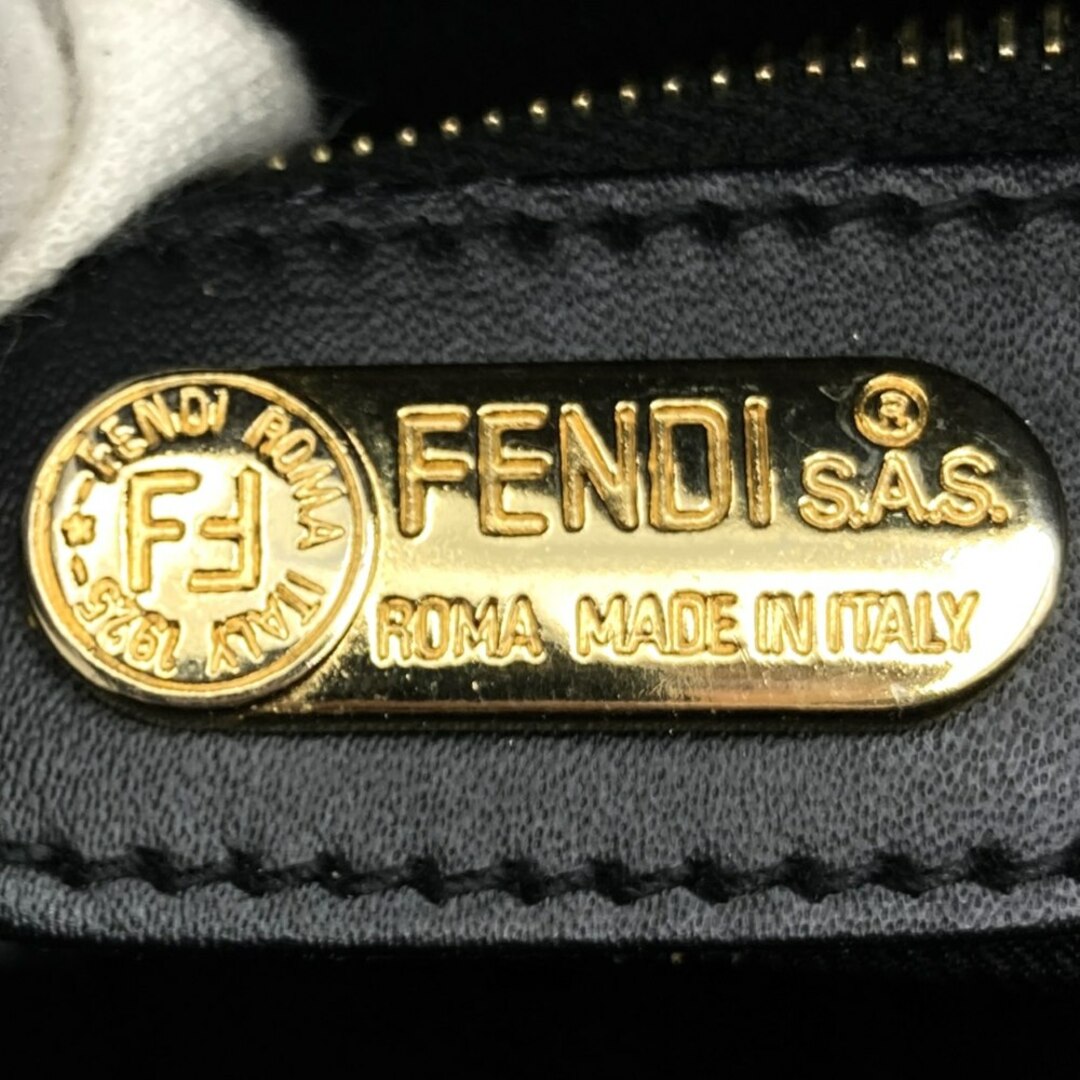 FENDI ROMA ITALY 1925
FF
FENDI ® S.A.S.
ROMA MADE IN ITALY